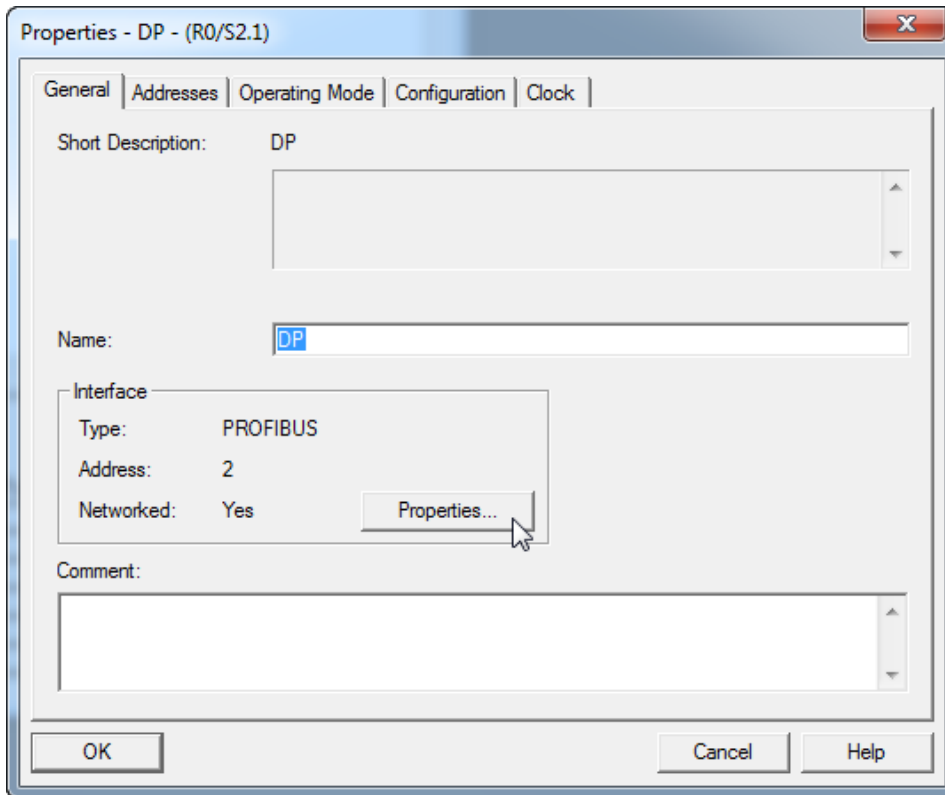 Properties - DP - (R0/S2.1)
General Addresses Operating Mode Configuration Clock
Short Description: DP
Name: DP
Interface
Type: PROFIBUS
Address: 2
Networked: Yes Properties...
Comment:
OK Cancel Help